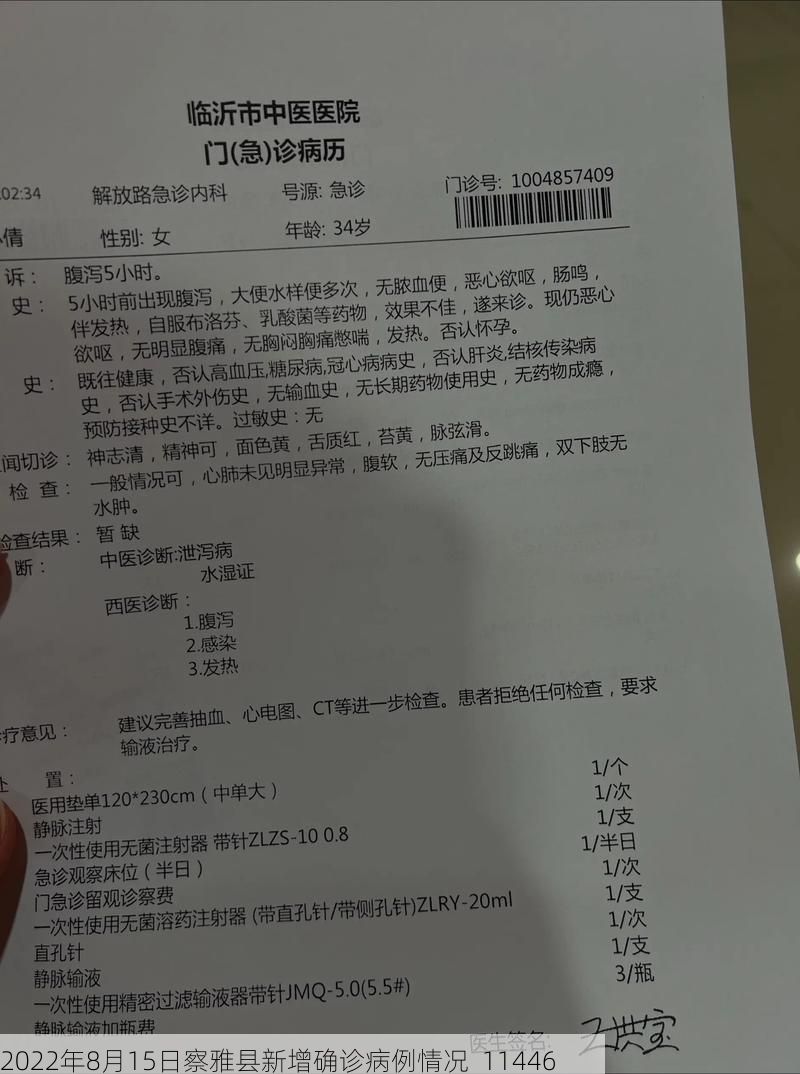 临沂市中医医院
门(急)诊病历
:02:34 解放路急诊内科 号源: 急诊 门诊号: 1004857409
倩 性别: 女 年龄: 34岁
诉： 腹泻5小时。
史： 5小时前出现腹泻，大便水样便多次，无脓血便，恶心欲呕，肠鸣，
伴发热，自服布洛芬、乳酸菌等药物，效果不佳，遂来诊。现仍恶心
欲呕，无明显腹痛，无胸闷胸痛憋喘，发热。否认怀孕。
史： 既往健康，否认高血压,糖尿病,冠心病病史，否认肝炎,结核传染病
史，否认手术外伤史，无输血史，无长期药物使用史，无药物成瘾，
预防接种史不详。过敏史：无
闻切诊： 神志清，精神可，面色黄，舌质红，苔黄，脉弦滑。
检 查： 一般情况可，心肺未见明显异常，腹软，无压痛及反跳痛，双下肢无
水肿。
检查结果： 暂 缺
断： 中医诊断:泄泻病
水湿证
西医诊断：
1.腹泻
2.感染
3.发热
疗意见： 建议完善抽血、心电图、CT等进一步检查。患者拒绝任何检查，要求
输液治疗。
处 置：
医用垫单120*230cm（中单大） 1/个
静脉注射 1/次
一次性使用无菌注射器 带针ZLZS-10 0.8 1/支
急诊观察床位（半日） 1/半日
门急诊留观诊察费 1/次
一次性使用无菌溶药注射器 (带直孔针/带侧孔针)ZLRY-20ml 1/支
直孔针
静脉输液 1/次
一次性使用精密过滤输液器带针JMQ-5.0(5.5#) 1/支
静脉输液加瓶费 3/瓶
医生签名:
2022年8月15日察雅县新增确诊病例情况 11446